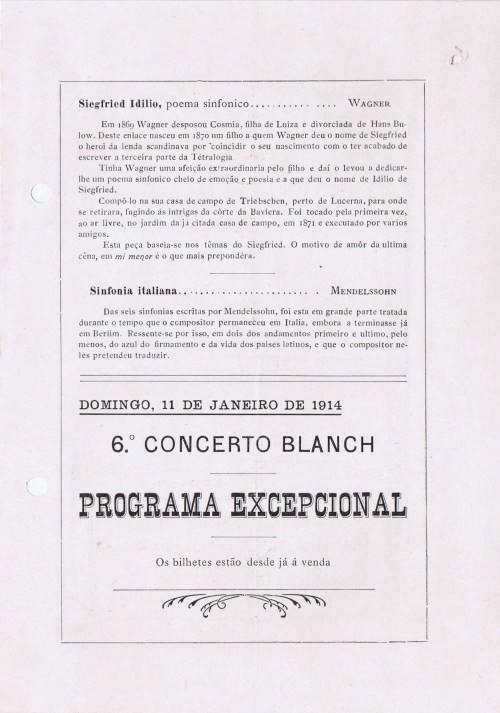 Siegfried Idilio, poema sinfonico.......... .... WAGNER
Em 1869 Wagner desposou Cosmia, filha de Luiza e divorciada de Hans Bu-
low. Deste enlace nasceu em 1870 um filho a quem Wagner deu o nome de Siegfried
o heroi da lenda scandinava por coincidir o seu nascimento com o ter acabado de
escrever a terceira parte da Tétralogia
Tinha Wagner uma afeição extraordinaria pelo filho e daí o levou a dedicar-
lhe um poema sinfonico cheio de emoção e poesia e a que deu o nome de Idilio de
Siegfried.
Compô-lo na sua case de campo de Triebschen, perto de Lucerna, para onde
se retirara, fugindo ás intrigas da côrte da Baviera. Foi tocado pela primeira vez,
ao ar livre, no jardim da já citada casa de campo, em 1871 e executado por varios
amigos.
Esta peça baseia-se nos têmas do Siegfried. O motivo de amôr da ultima
cêna, em mi menor é o que mais prepondéra.
Sinfonia italiana.......................... . MENDELSSOHN
Das seis sinfonias escritas por Mendelssohn, foi esta em grande parte tratada
durante o tempo que o compositor permaneceu em Italia, embora a terminasse já
em Berlim. Ressente-se por isso, em dois dos andamentos primeiro e ultimo, pelo
menos, do azul do firmamento e da vida dos paises latinos, e que o compositor ne-
les pretendeu traduzir.
DOMINGO, 11 DE JANEIRO DE 1914
6.º CONCERTO BLANCH
PROGRAMA EXCEPCIONAL
Os bilhetes estão desde já á venda